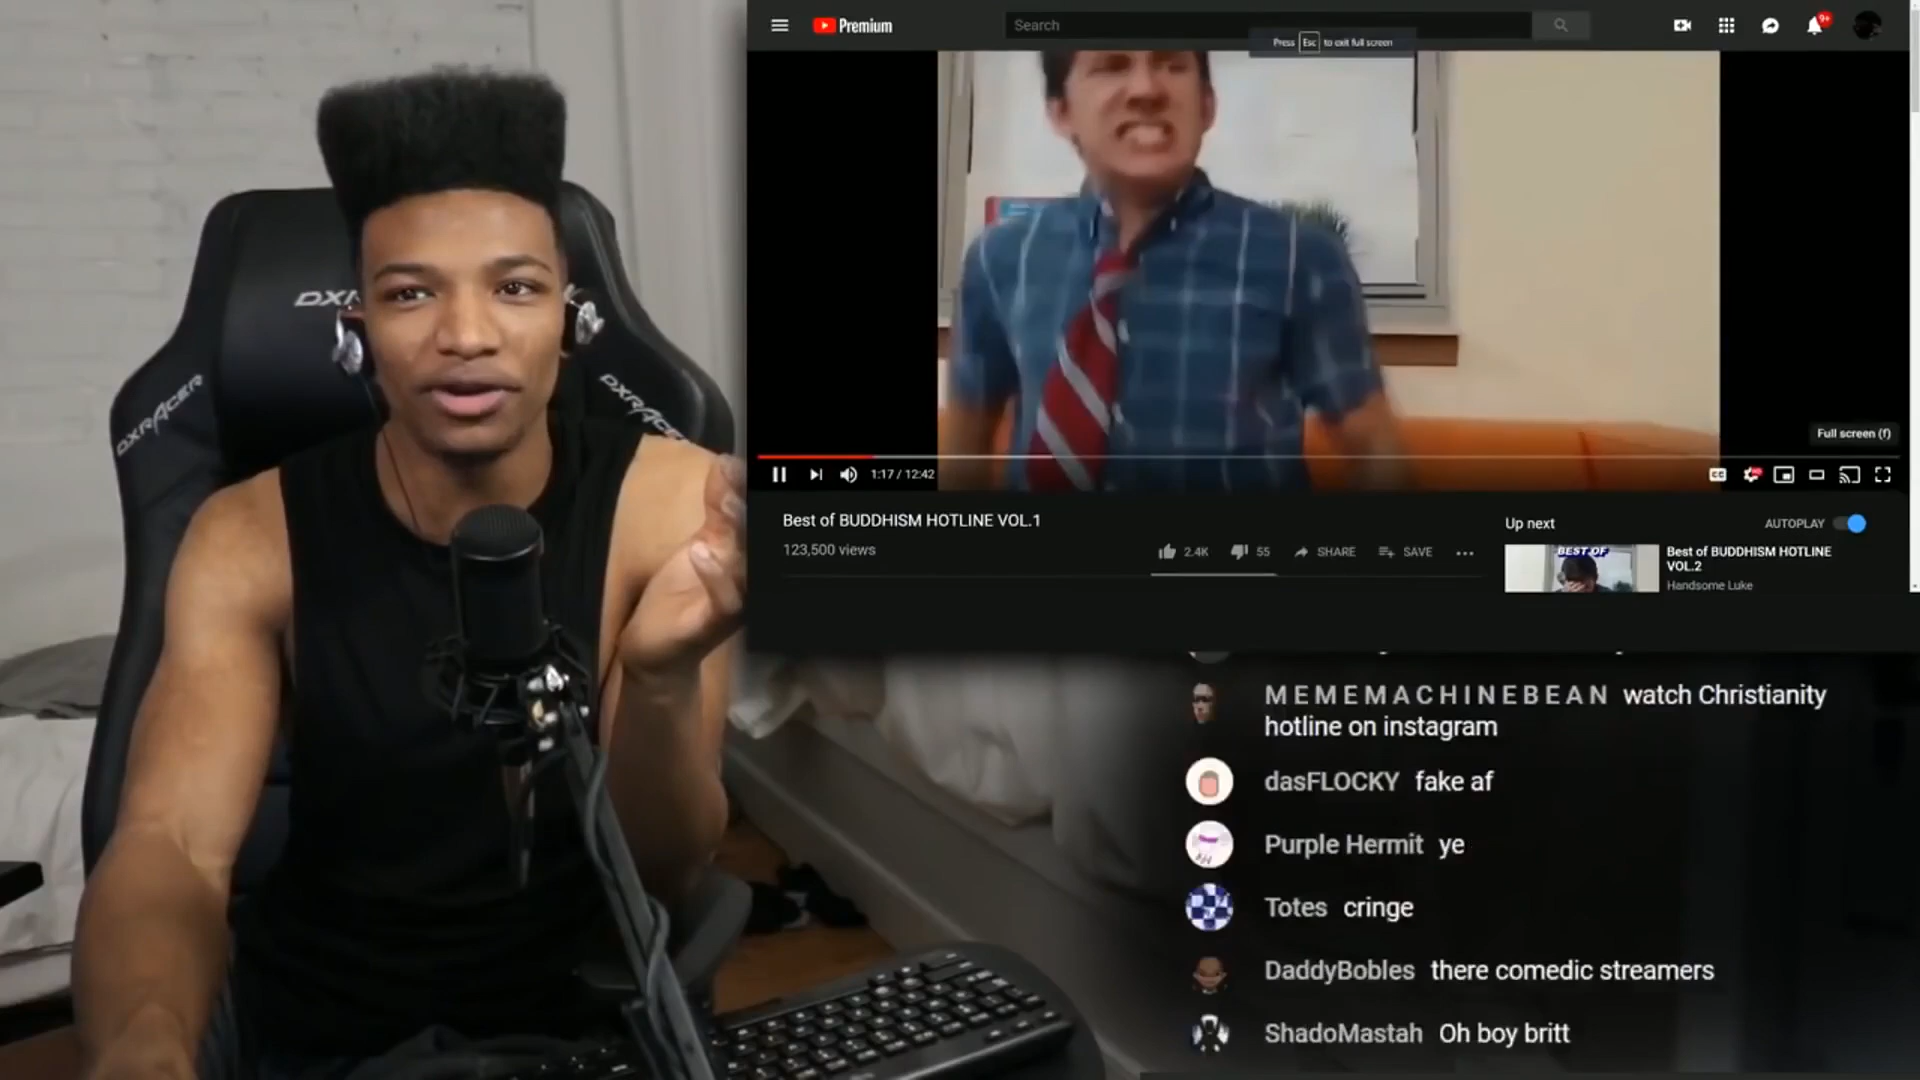 Premium
Search
9+
Press Esc to exit full screen
DXRACER
DXRACER
Full screen (f)
1:17 / 12:42
CC
Best of BUDDHISM HOTLINE VOL.1
123,500 views
2.4K
55
SHARE
SAVE
Up next
AUTOPLAY
BEST OF
Best of BUDDHISM HOTLINE
VOL.2
Handsome Luke
M E M E M A C H I N E B E A N watch Christianity
hotline on instagram
dasFLOCKY fake af
Purple Hermit ye
Totes cringe
DaddyBobles there comedic streamers
ShadoMastah Oh boy britt